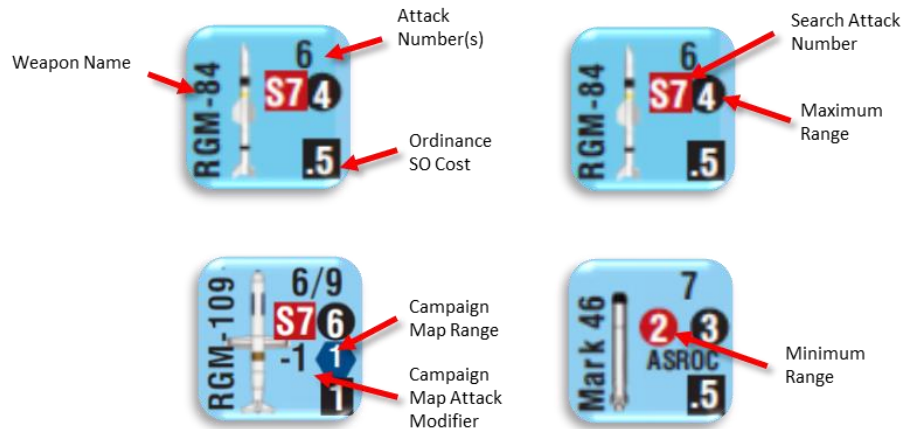 Weapon Name
Attack
Number(s)
Ordinance
SO Cost
RGM-84
6
S7 4
.5
Search Attack
Number
Maximum
Range
RGM-84
6
S7 4
.5
RGM-109
6/9
S7 6
-1 1
1
Campaign
Map Range
Campaign
Map Attack
Modifier
Mark 46
7
2 3
ASROC
.5
Minimum
Range